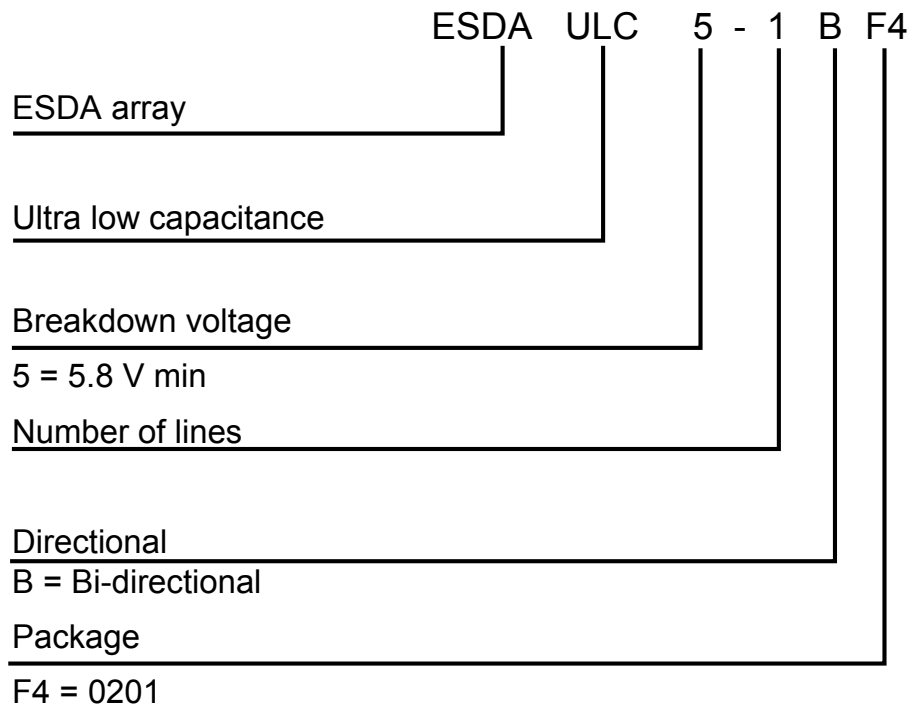 ESDA ULC 5 - 1 B F4
ESDA array
Ultra low capacitance
Breakdown voltage
5 = 5.8 V min
Number of lines
Directional
B = Bi-directional
Package
F4 = 0201